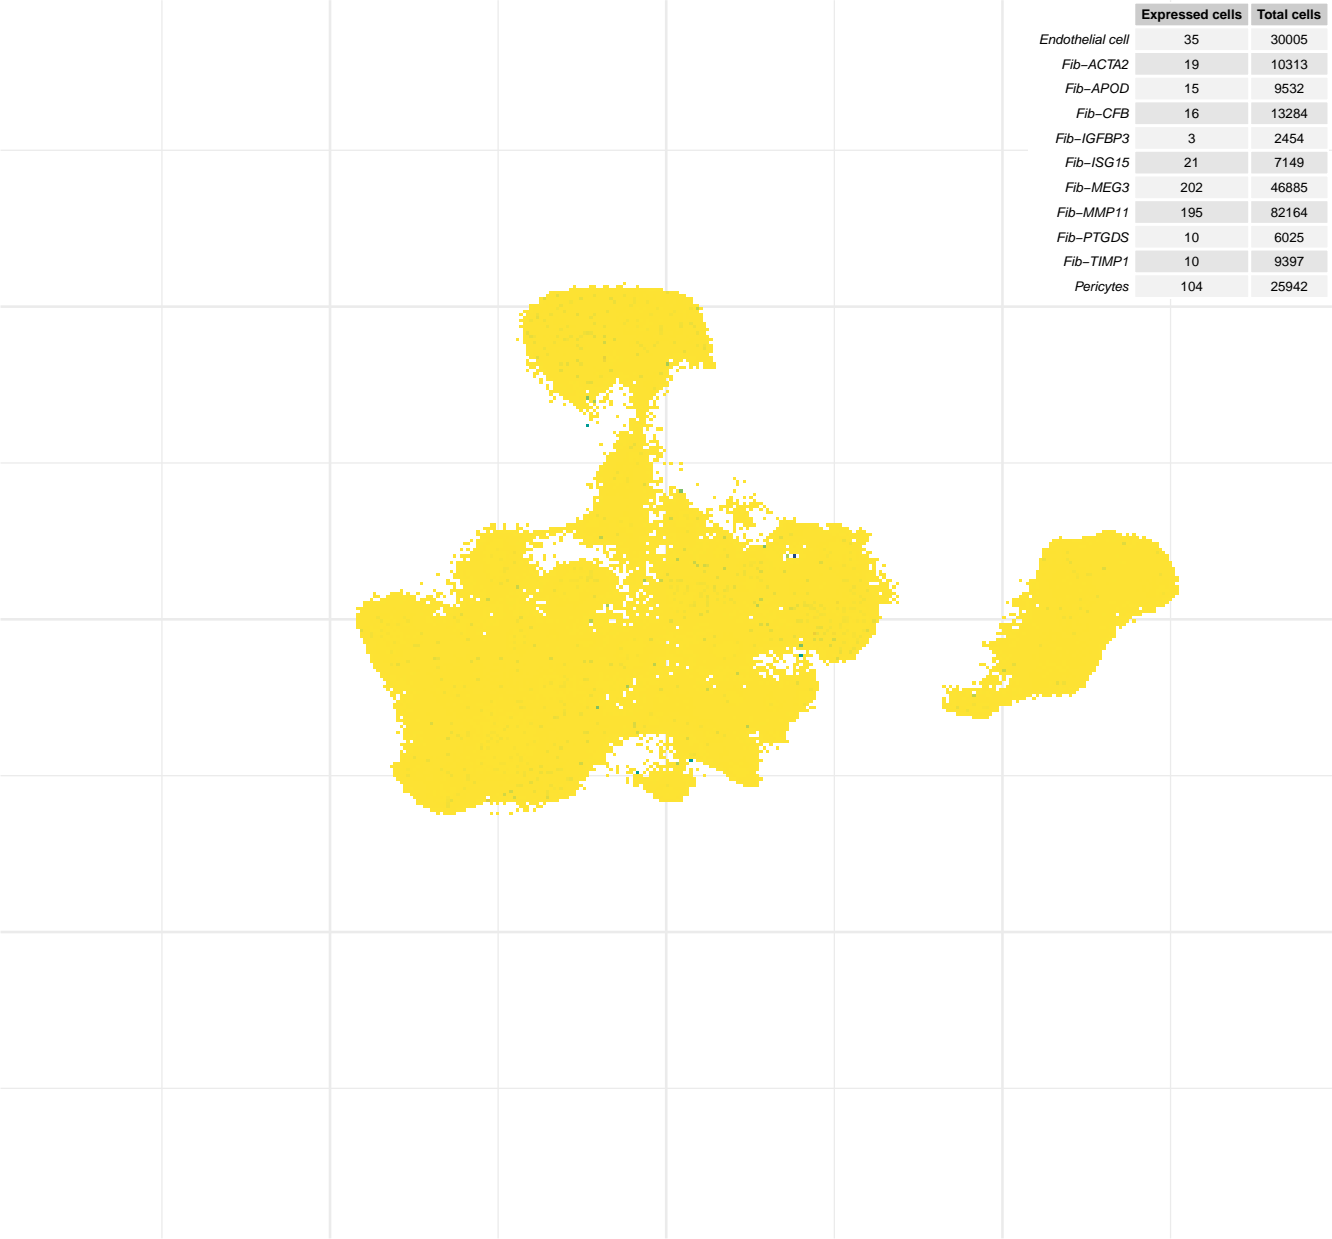 Expressed cells Total cells
Endothelial cell 35 30005
Fib−ACTA2 19 10313
Fib−APOD 15 9532
Fib−CFB 16 13284
Fib−IGFBP3 3 2454
Fib−ISG15 21 7149
Fib−MEG3 202 46885
Fib−MMP11 195 82164
Fib−PTGDS 10 6025
Fib−TIMP1 10 9397
Pericytes 104 25942